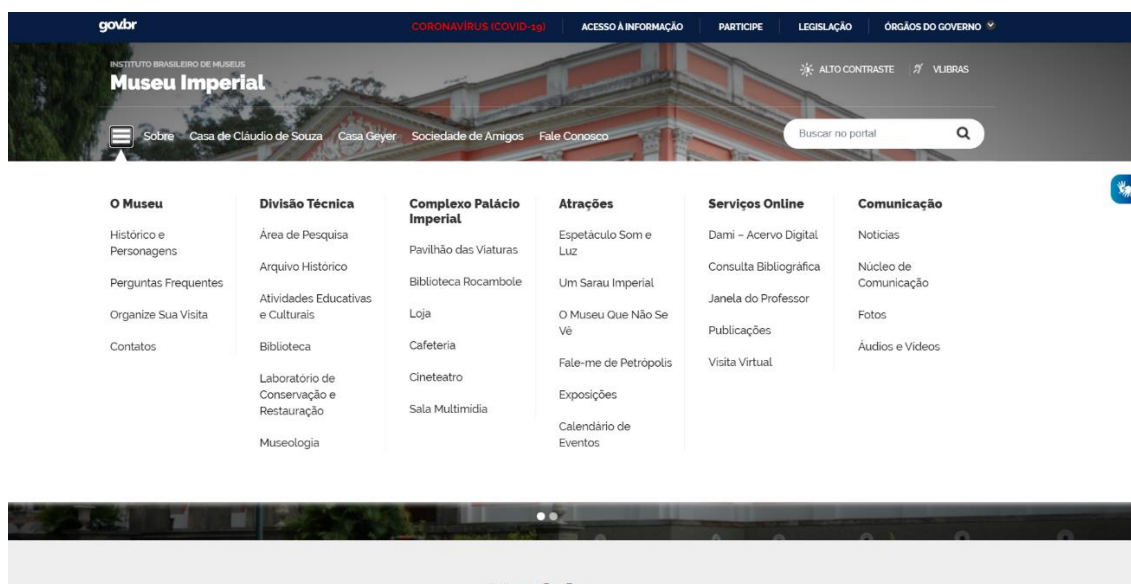 gov.br
CORONAVÍRUS (COVID-19)
ACESSO À INFORMAÇÃO
PARTICIPE
LEGISLAÇÃO
ÓRGÃOS DO GOVERNO
INSTITUTO BRASILEIRO DE MUSEUS
Museu Imperial
ALTO CONTRASTE
VLIBRAS
Sobre
Casa de Cláudio de Souza
Casa Geyer
Sociedade de Amigos
Fale Conosco
Buscar no portal
O Museu
Histórico e
Personagens
Perguntas Frequentes
Organize Sua Visita
Contatos
Divisão Técnica
Área de Pesquisa
Arquivo Histórico
Atividades Educativas
e Culturais
Biblioteca
Laboratório de
Conservação e
Restauração
Museologia
Complexo Palácio
Imperial
Pavilhão das Viaturas
Biblioteca Rocambole
Loja
Cafeteria
Cineteatro
Sala Multimídia
Atrações
Espetáculo Som e
Luz
Um Sarau Imperial
O Museu Que Não Se
Vê
Fale-me de Petrópolis
Exposições
Calendário de
Eventos
Serviços Online
Dami – Acervo Digital
Consulta Bibliográfica
Janela do Professor
Publicações
Visita Virtual
Comunicação
Notícias
Núcleo de
Comunicação
Fotos
Áudios e Vídeos